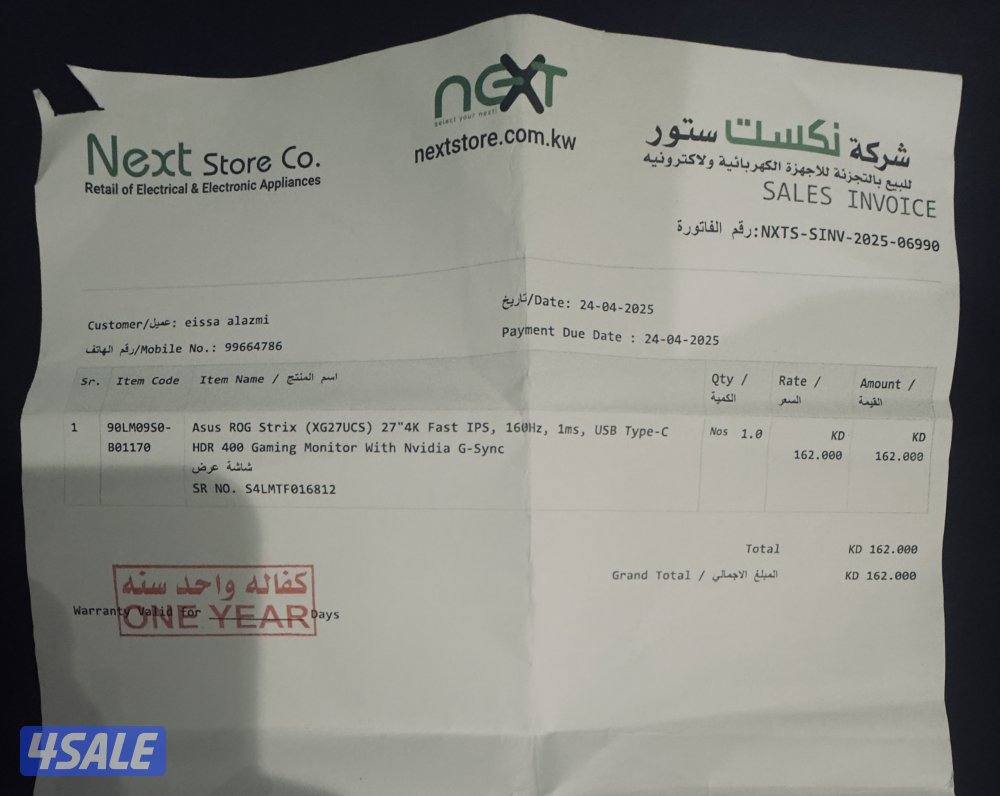 NEXT
select your next!
nextstore.com.kw
Next Store Co.
Retail of Electrical & Electronic Appliances
شركة نكست ستور
للبيع بالتجزئة للاجهزة الكهربائية ولاكترونيه
SALES INVOICE
رقم الفاتورة:NXTS-SINV-2025-06990
Customer/عميل: eissa alazmi
تاريخ/Date: 24-04-2025
رقم الهاتف/Mobile No.: 99664786
Payment Due Date : 24-04-2025
Sr. Item Code Item Name / اسم المنتج Qty / الكمية Rate / السعر Amount / القيمة
1 90LM09S0-B01170 Asus ROG Strix (XG27UCS) 27"4K Fast IPS, 160Hz, 1ms, USB Type-C Nos 1.0 KD 162.000 KD 162.000
HDR 400 Gaming Monitor With Nvidia G-Sync
شاشة عرض
SR NO. S4LMTF016812
Total KD 162.000
Grand Total / المبلغ الاجمالي KD 162.000
كفاله واحد سنه
Warranty Valid for Days
ONE YEAR
4SALE